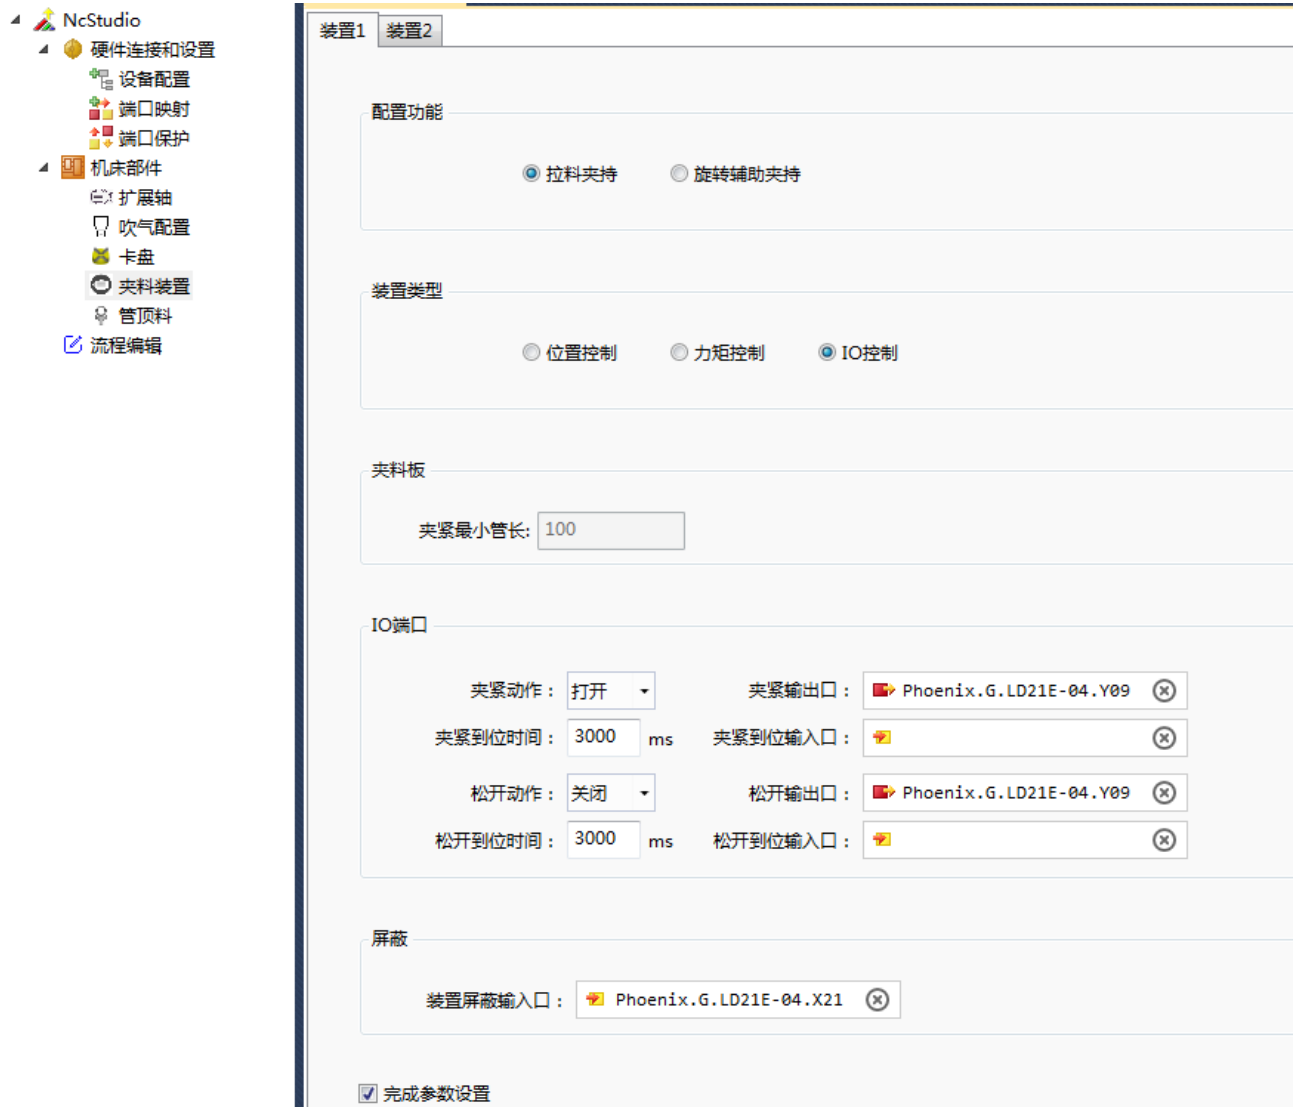 NcStudio
硬件连接和设置
设备配置
端口映射
端口保护
机床部件
扩展轴
吹气配置
卡盘
夹料装置
管顶料
流程编辑
装置1 装置2
配置功能
拉料夹持 旋转辅助夹持
装置类型
位置控制 力矩控制 IO控制
夹料板
夹紧最小管长: 100
IO端口
夹紧动作： 打开 夹紧输出口： Phoenix.G.LD21E-04.Y09
夹紧到位时间： 3000 ms 夹紧到位输入口：
松开动作： 关闭 松开输出口： Phoenix.G.LD21E-04.Y09
松开到位时间： 3000 ms 松开到位输入口：
屏蔽
装置屏蔽输入口： Phoenix.G.LD21E-04.X21
完成参数设置